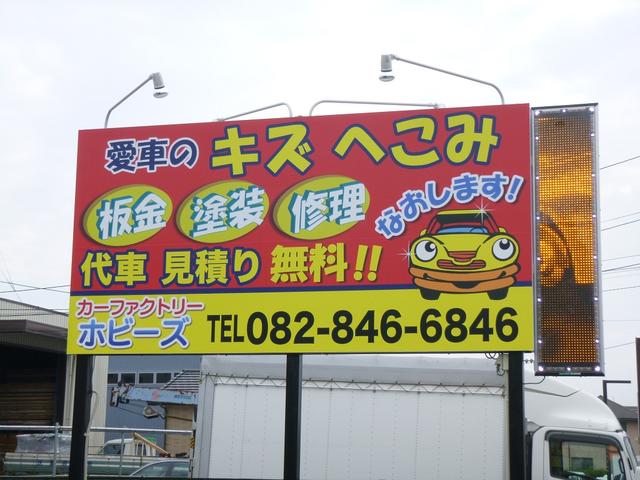 愛車の キズ へこみ
板金 塗装 修理 なおします!
代車 見積り 無料!!
カーファクトリー
ホビーズ TEL082-846-6846